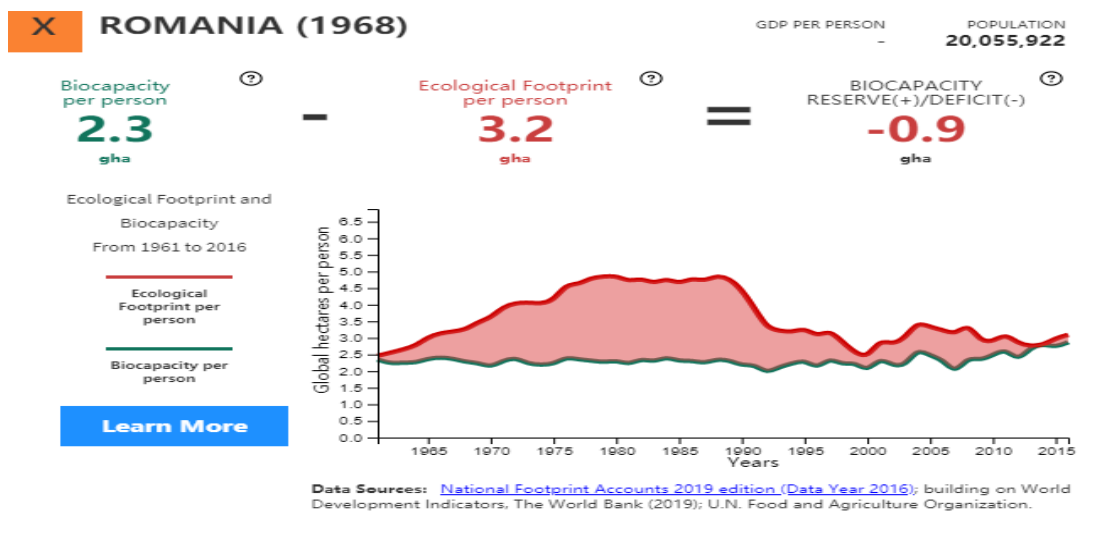 X
ROMANIA (1968)
GDP PER PERSON
-
POPULATION
20,055,922
Biocapacity
per person
2.3
gha
?
-
Ecological Footprint
per person
3.2
gha
?
=
BIOCAPACITY
RESERVE(+)/DEFICIT(-)
-0.9
gha
?
Ecological Footprint and
Biocapacity
From 1961 to 2016
Ecological
Footprint per
person
Biocapacity per
person
Learn More
Global hectares per person
6.5
6.0
5.5
5.0
4.5
4.0
3.5
3.0
2.5
2.0
1.5
1.0
0.5
0.0
1965 1970 1975 1980 1985 1990 1995 2000 2005 2010 2015
Years
Data Sources: National Footprint Accounts 2019 edition (Data Year 2016); building on World
Development Indicators, The World Bank (2019); U.N. Food and Agriculture Organization.